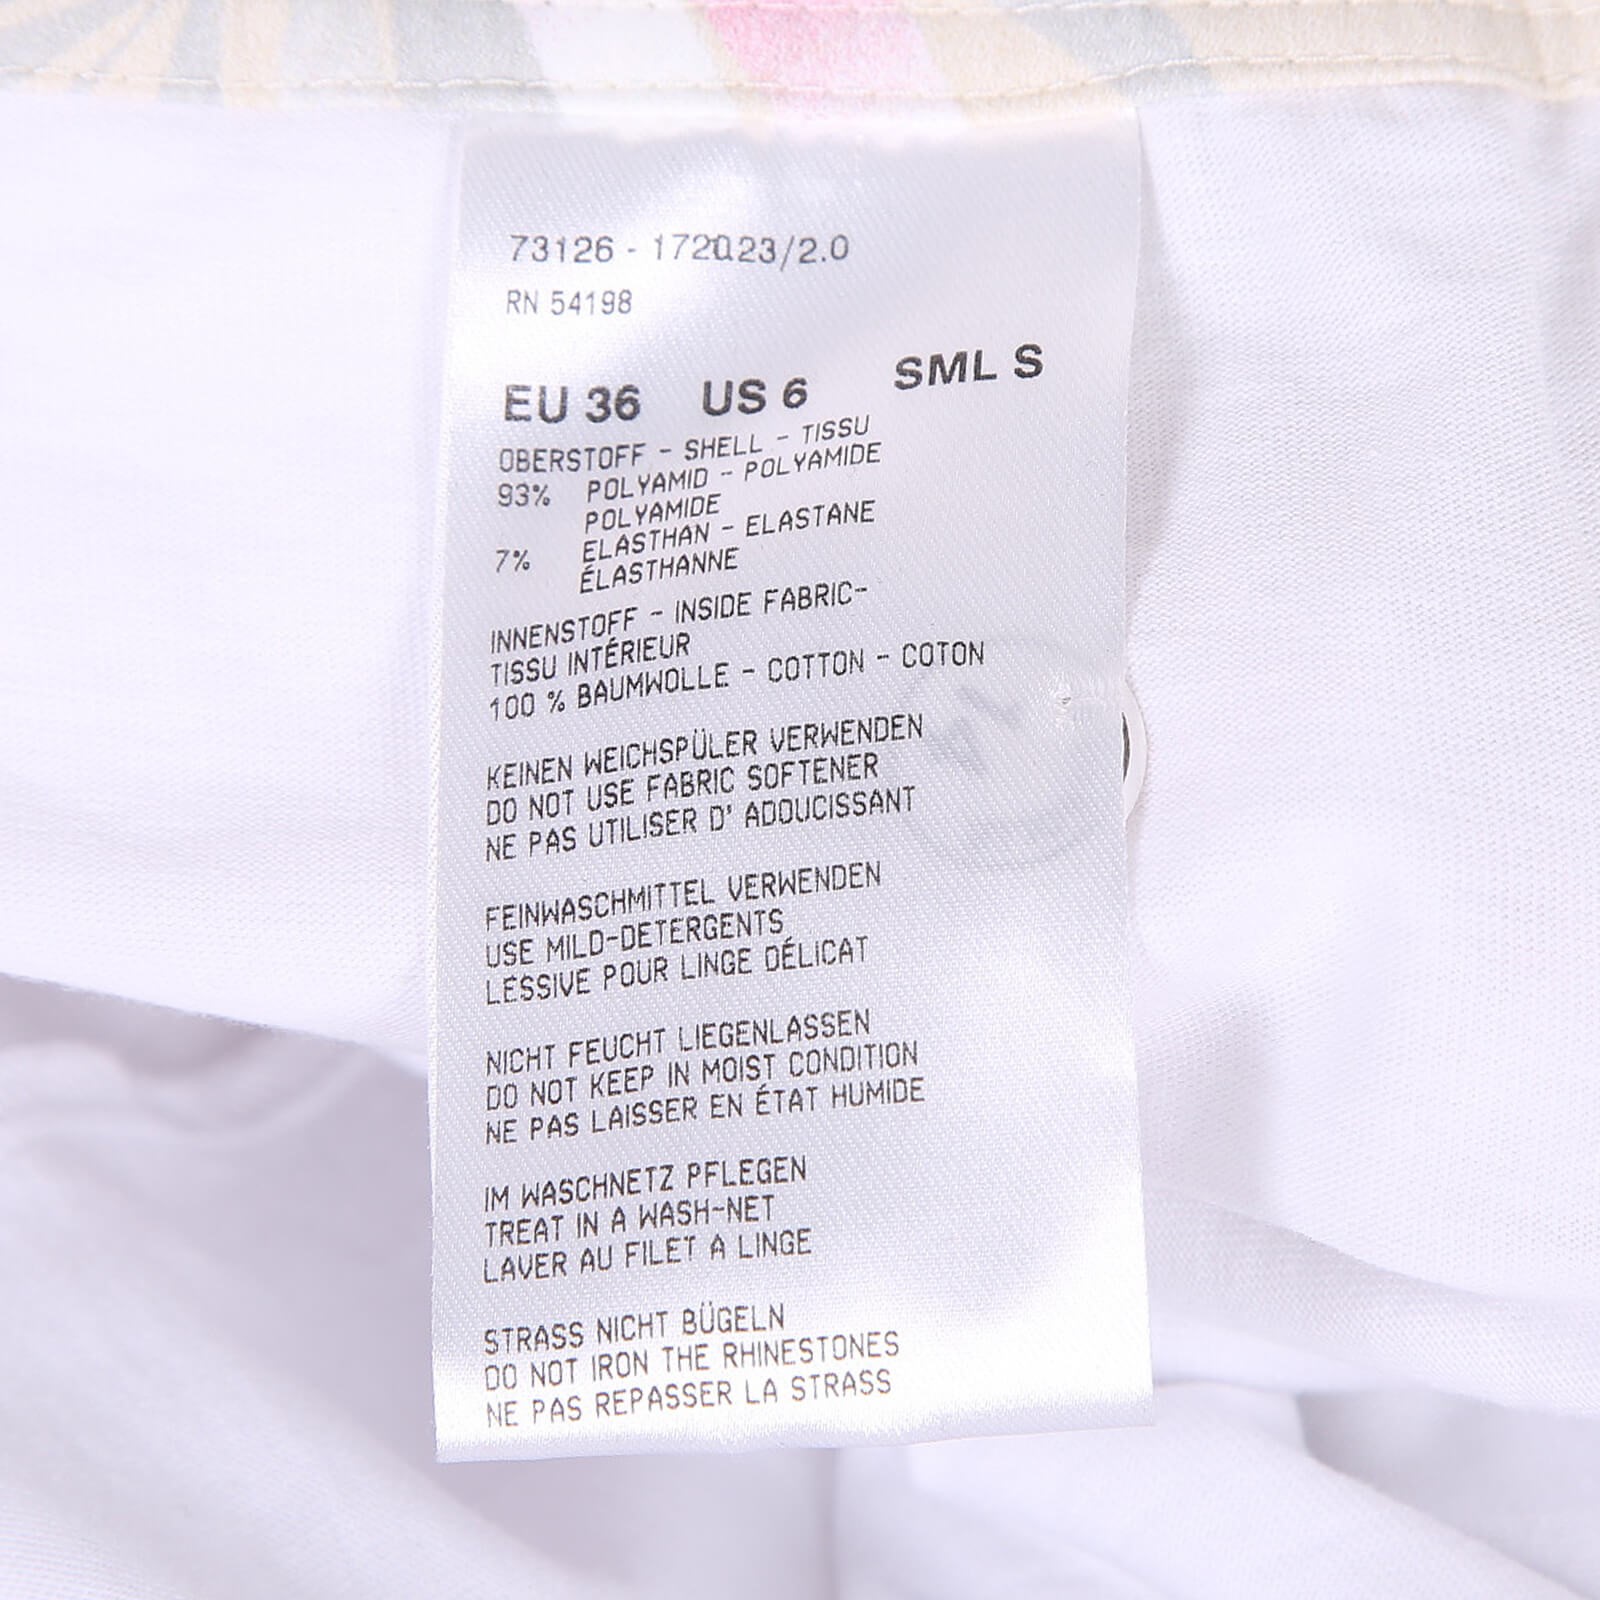 73126 - 172023/2.0
RN 54198
EU 36 US 6 SML S
OBERSTOFF - SHELL - TISSU
93% POLYAMID - POLYAMIDE
POLYAMIDE
7% ELASTHAN - ELASTANE
ÉLASTHANNE
INNENSTOFF - INSIDE FABRIC-
TISSU INTÉRIEUR
100 % BAUMWOLLE - COTTON - COTON
KEINEN WEICHSPÜLER VERWENDEN
DO NOT USE FABRIC SOFTENER
NE PAS UTILISER D' ADOUCISSANT
FEINWASCHMITTEL VERWENDEN
USE MILD-DETERGENTS
LESSIVE POUR LINGE DÉLICAT
NICHT FEUCHT LIEGENLASSEN
DO NOT KEEP IN MOIST CONDITION
NE PAS LAISSER EN ÉTAT HUMIDE
IM WASCHNETZ PFLEGEN
TREAT IN A WASH-NET
LAVER AU FILET A LINGE
STRASS NICHT BÜGELN
DO NOT IRON THE RHINESTONES
NE PAS REPASSER LA STRASS